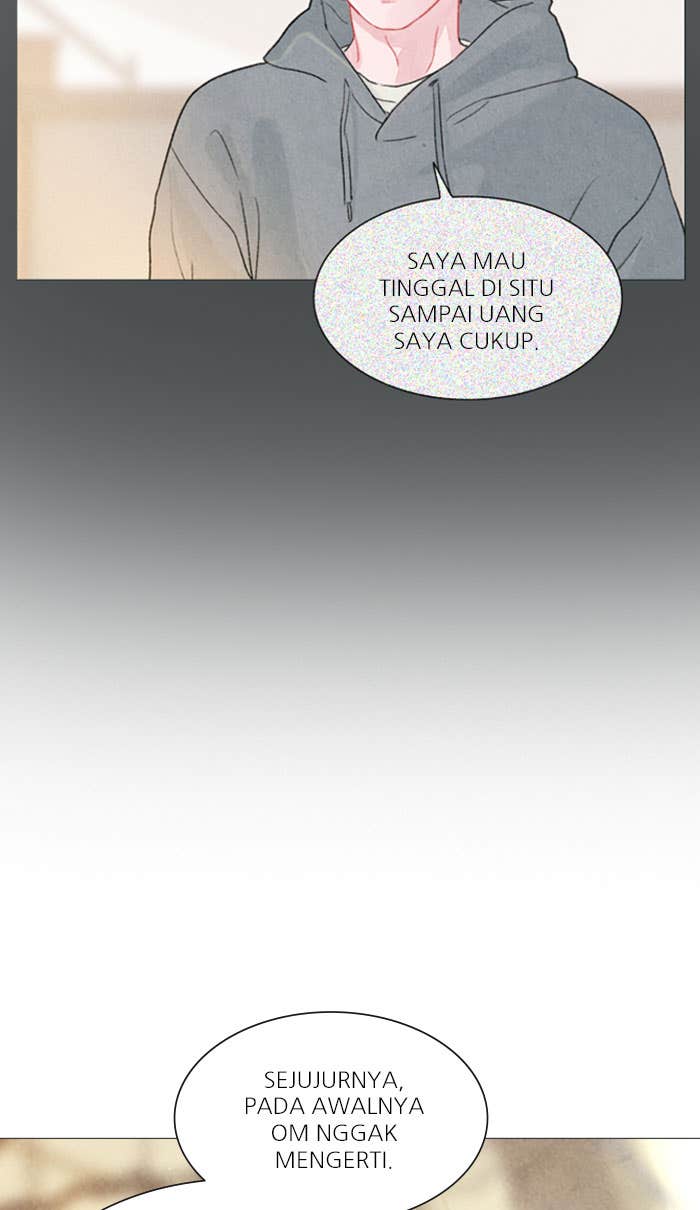 SAYA MAU
TINGGAL DI SITU
SAMPAI UANG
SAYA CUKUP.
SEJUJURNYA,
PADA AWALNYA
OM NGGAK
MENGERTI.